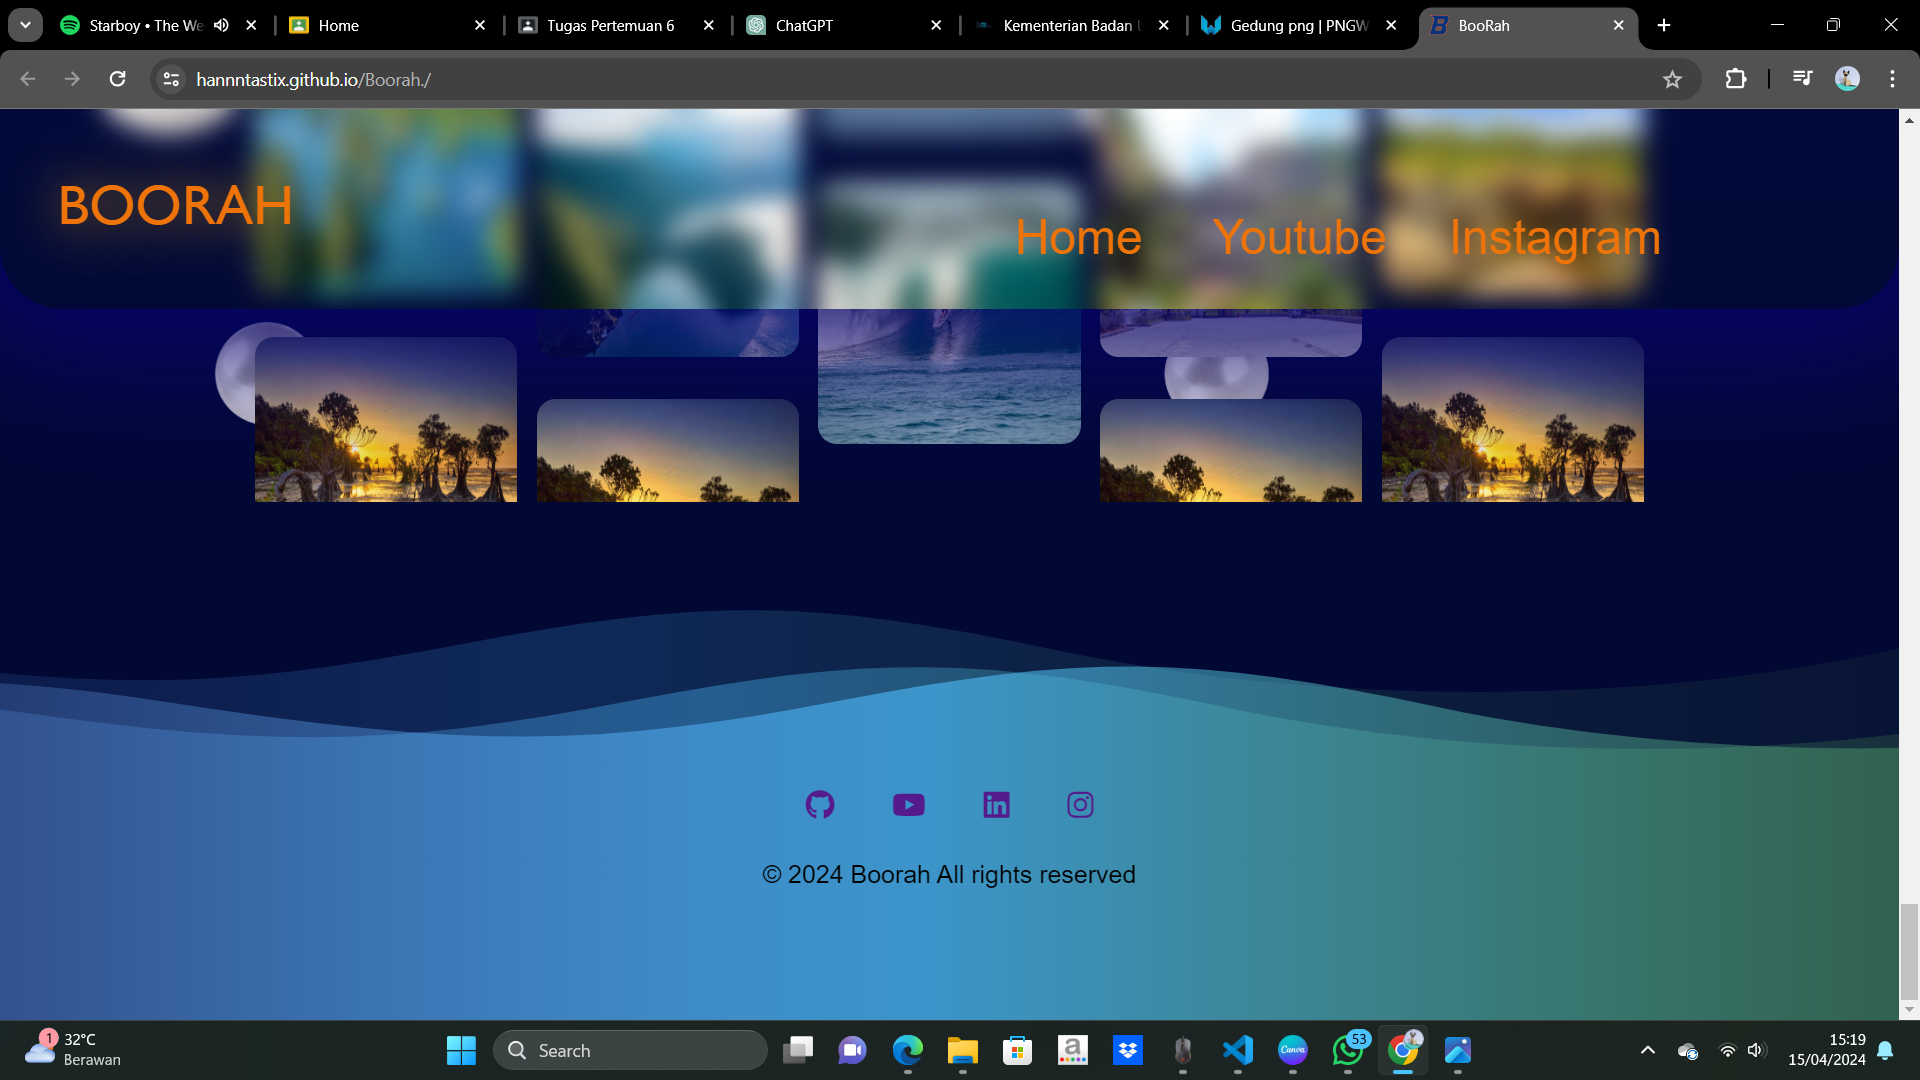 Starboy • The We
Home
Tugas Pertemuan 6
ChatGPT
Kementerian Badan U
Gedung png | PNGW
BooRah
hannntastix.github.io/Boorah./
BOORAH
Home
Youtube
Instagram
© 2024 Boorah All rights reserved
1
32°C
Berawan
Search
a
Canva
53
15:19
15/04/2024